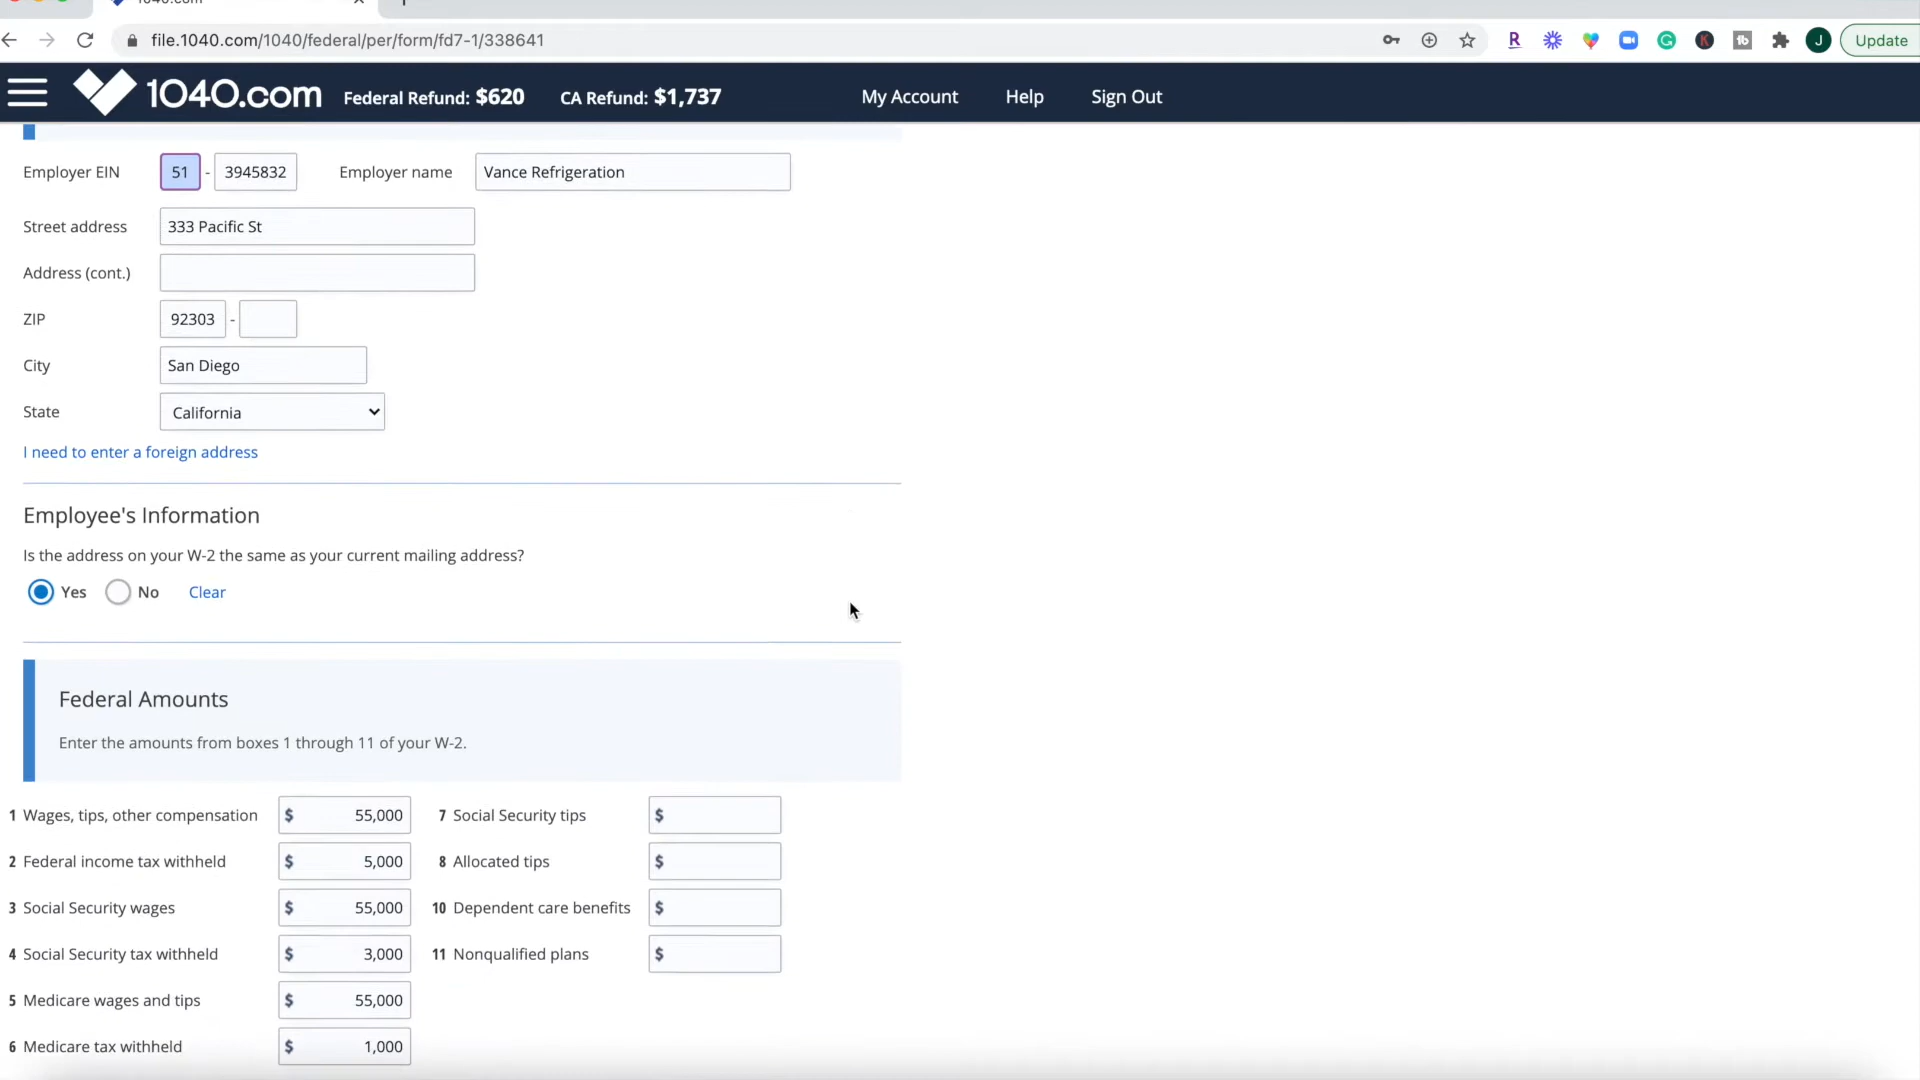 1040.com
file.1040.com/1040/federal/per/form/fd7-1/338641
R K tb J Update
1040.com Federal Refund: $620 CA Refund: $1,737 My Account Help Sign Out
Employer EIN 51 - 3945832 Employer name Vance Refrigeration
Street address 333 Pacific St
Address (cont.)
ZIP 92303 -
City San Diego
State California
I need to enter a foreign address
Employee's Information
Is the address on your W-2 the same as your current mailing address?
Yes No Clear
Federal Amounts
Enter the amounts from boxes 1 through 11 of your W-2.
1 Wages, tips, other compensation $ 55,000 7 Social Security tips $
2 Federal income tax withheld $ 5,000 8 Allocated tips $
3 Social Security wages $ 55,000 10 Dependent care benefits $
4 Social Security tax withheld $ 3,000 11 Nonqualified plans $
5 Medicare wages and tips $ 55,000
6 Medicare tax withheld $ 1,000